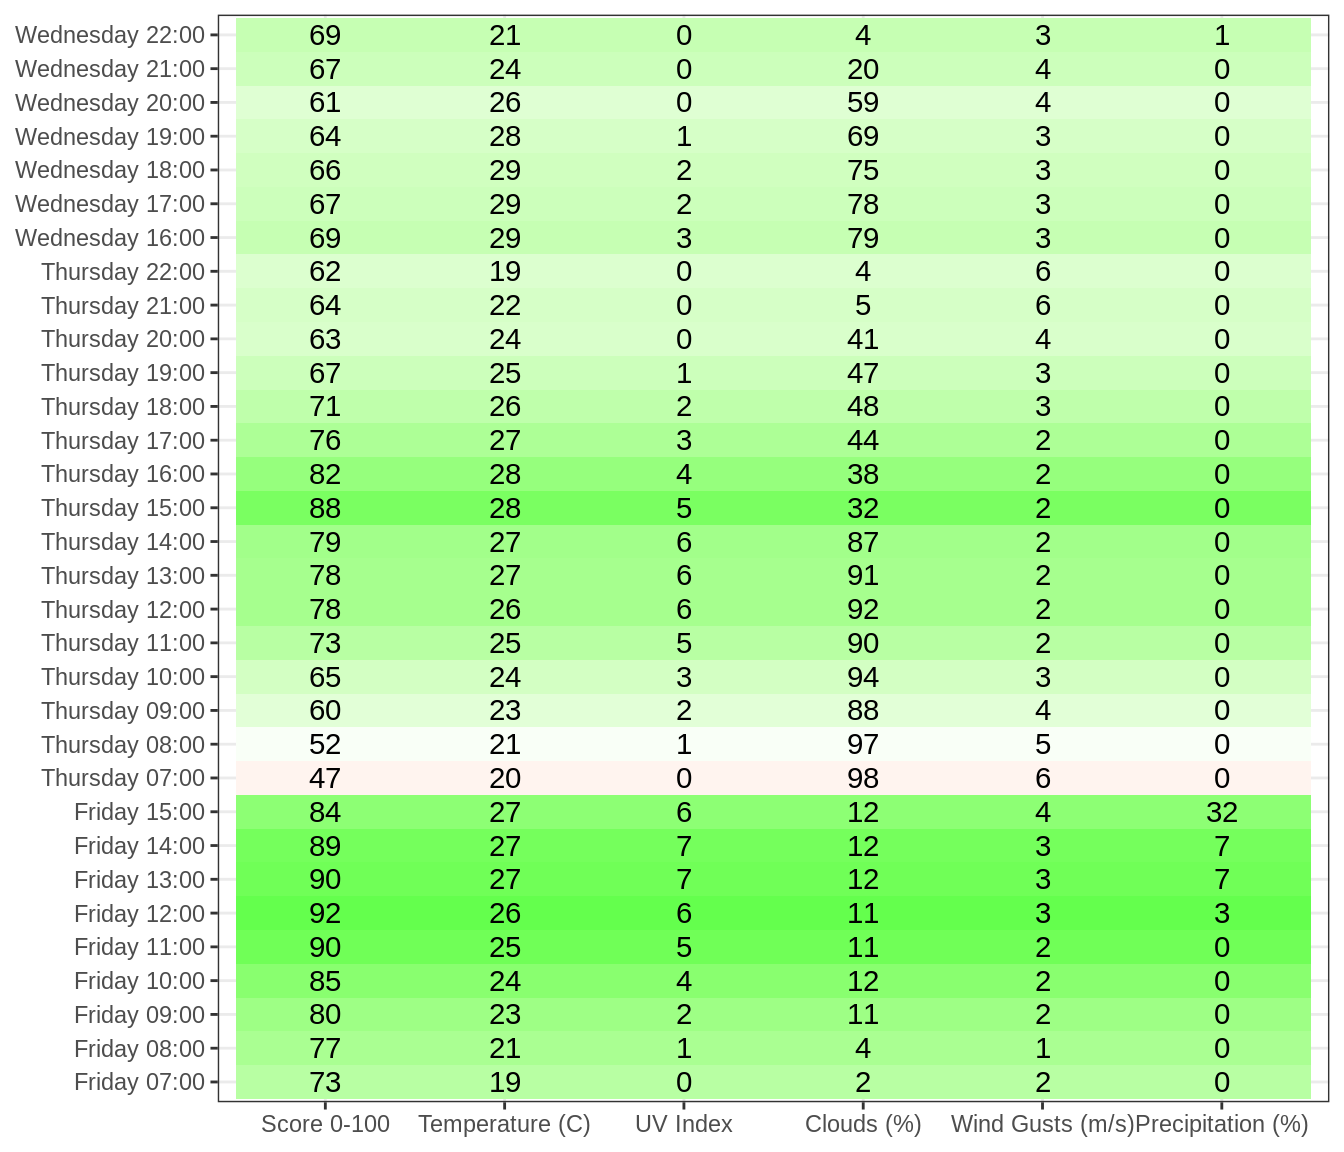 Wednesday 22:00 69 21 0 4 3 1
Wednesday 21:00 67 24 0 20 4 0
Wednesday 20:00 61 26 0 59 4 0
Wednesday 19:00 64 28 1 69 3 0
Wednesday 18:00 66 29 2 75 3 0
Wednesday 17:00 67 29 2 78 3 0
Wednesday 16:00 69 29 3 79 3 0
Thursday 22:00 62 19 0 4 6 0
Thursday 21:00 64 22 0 5 6 0
Thursday 20:00 63 24 0 41 4 0
Thursday 19:00 67 25 1 47 3 0
Thursday 18:00 71 26 2 48 3 0
Thursday 17:00 76 27 3 44 2 0
Thursday 16:00 82 28 4 38 2 0
Thursday 15:00 88 28 5 32 2 0
Thursday 14:00 79 27 6 87 2 0
Thursday 13:00 78 27 6 91 2 0
Thursday 12:00 78 26 6 92 2 0
Thursday 11:00 73 25 5 90 2 0
Thursday 10:00 65 24 3 94 3 0
Thursday 09:00 60 23 2 88 4 0
Thursday 08:00 52 21 1 97 5 0
Thursday 07:00 47 20 0 98 6 0
Friday 15:00 84 27 6 12 4 32
Friday 14:00 89 27 7 12 3 7
Friday 13:00 90 27 7 12 3 7
Friday 12:00 92 26 6 11 3 3
Friday 11:00 90 25 5 11 2 0
Friday 10:00 85 24 4 12 2 0
Friday 09:00 80 23 2 11 2 0
Friday 08:00 77 21 1 4 1 0
Friday 07:00 73 19 0 2 2 0
Score 0-100 Temperature (C) UV Index Clouds (%) Wind Gusts (m/s) Precipitation (%)